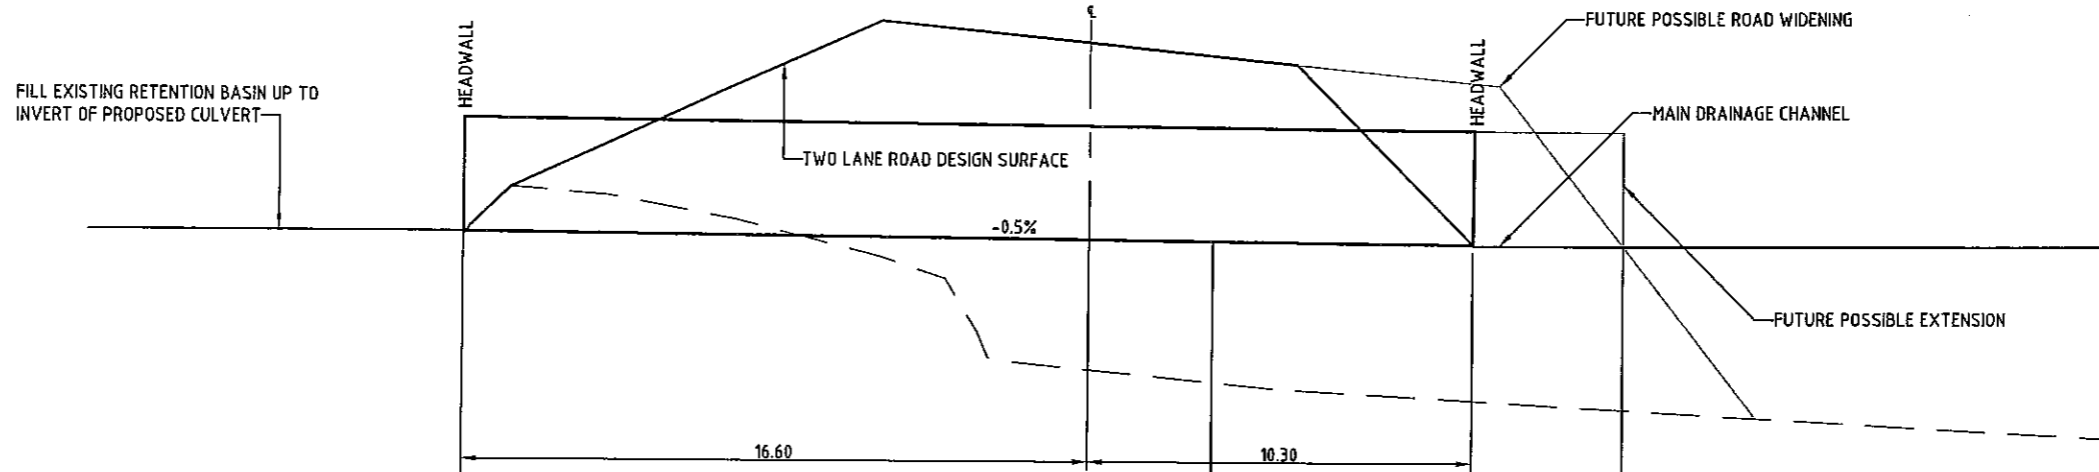 ℄
FUTURE POSSIBLE ROAD WIDENING
HEADWALL
HEADWALL
FILL EXISTING RETENTION BASIN UP TO
INVERT OF PROPOSED CULVERT
MAIN DRAINAGE CHANNEL
TWO LANE ROAD DESIGN SURFACE
-0.5%
FUTURE POSSIBLE EXTENSION
16.60
10.30